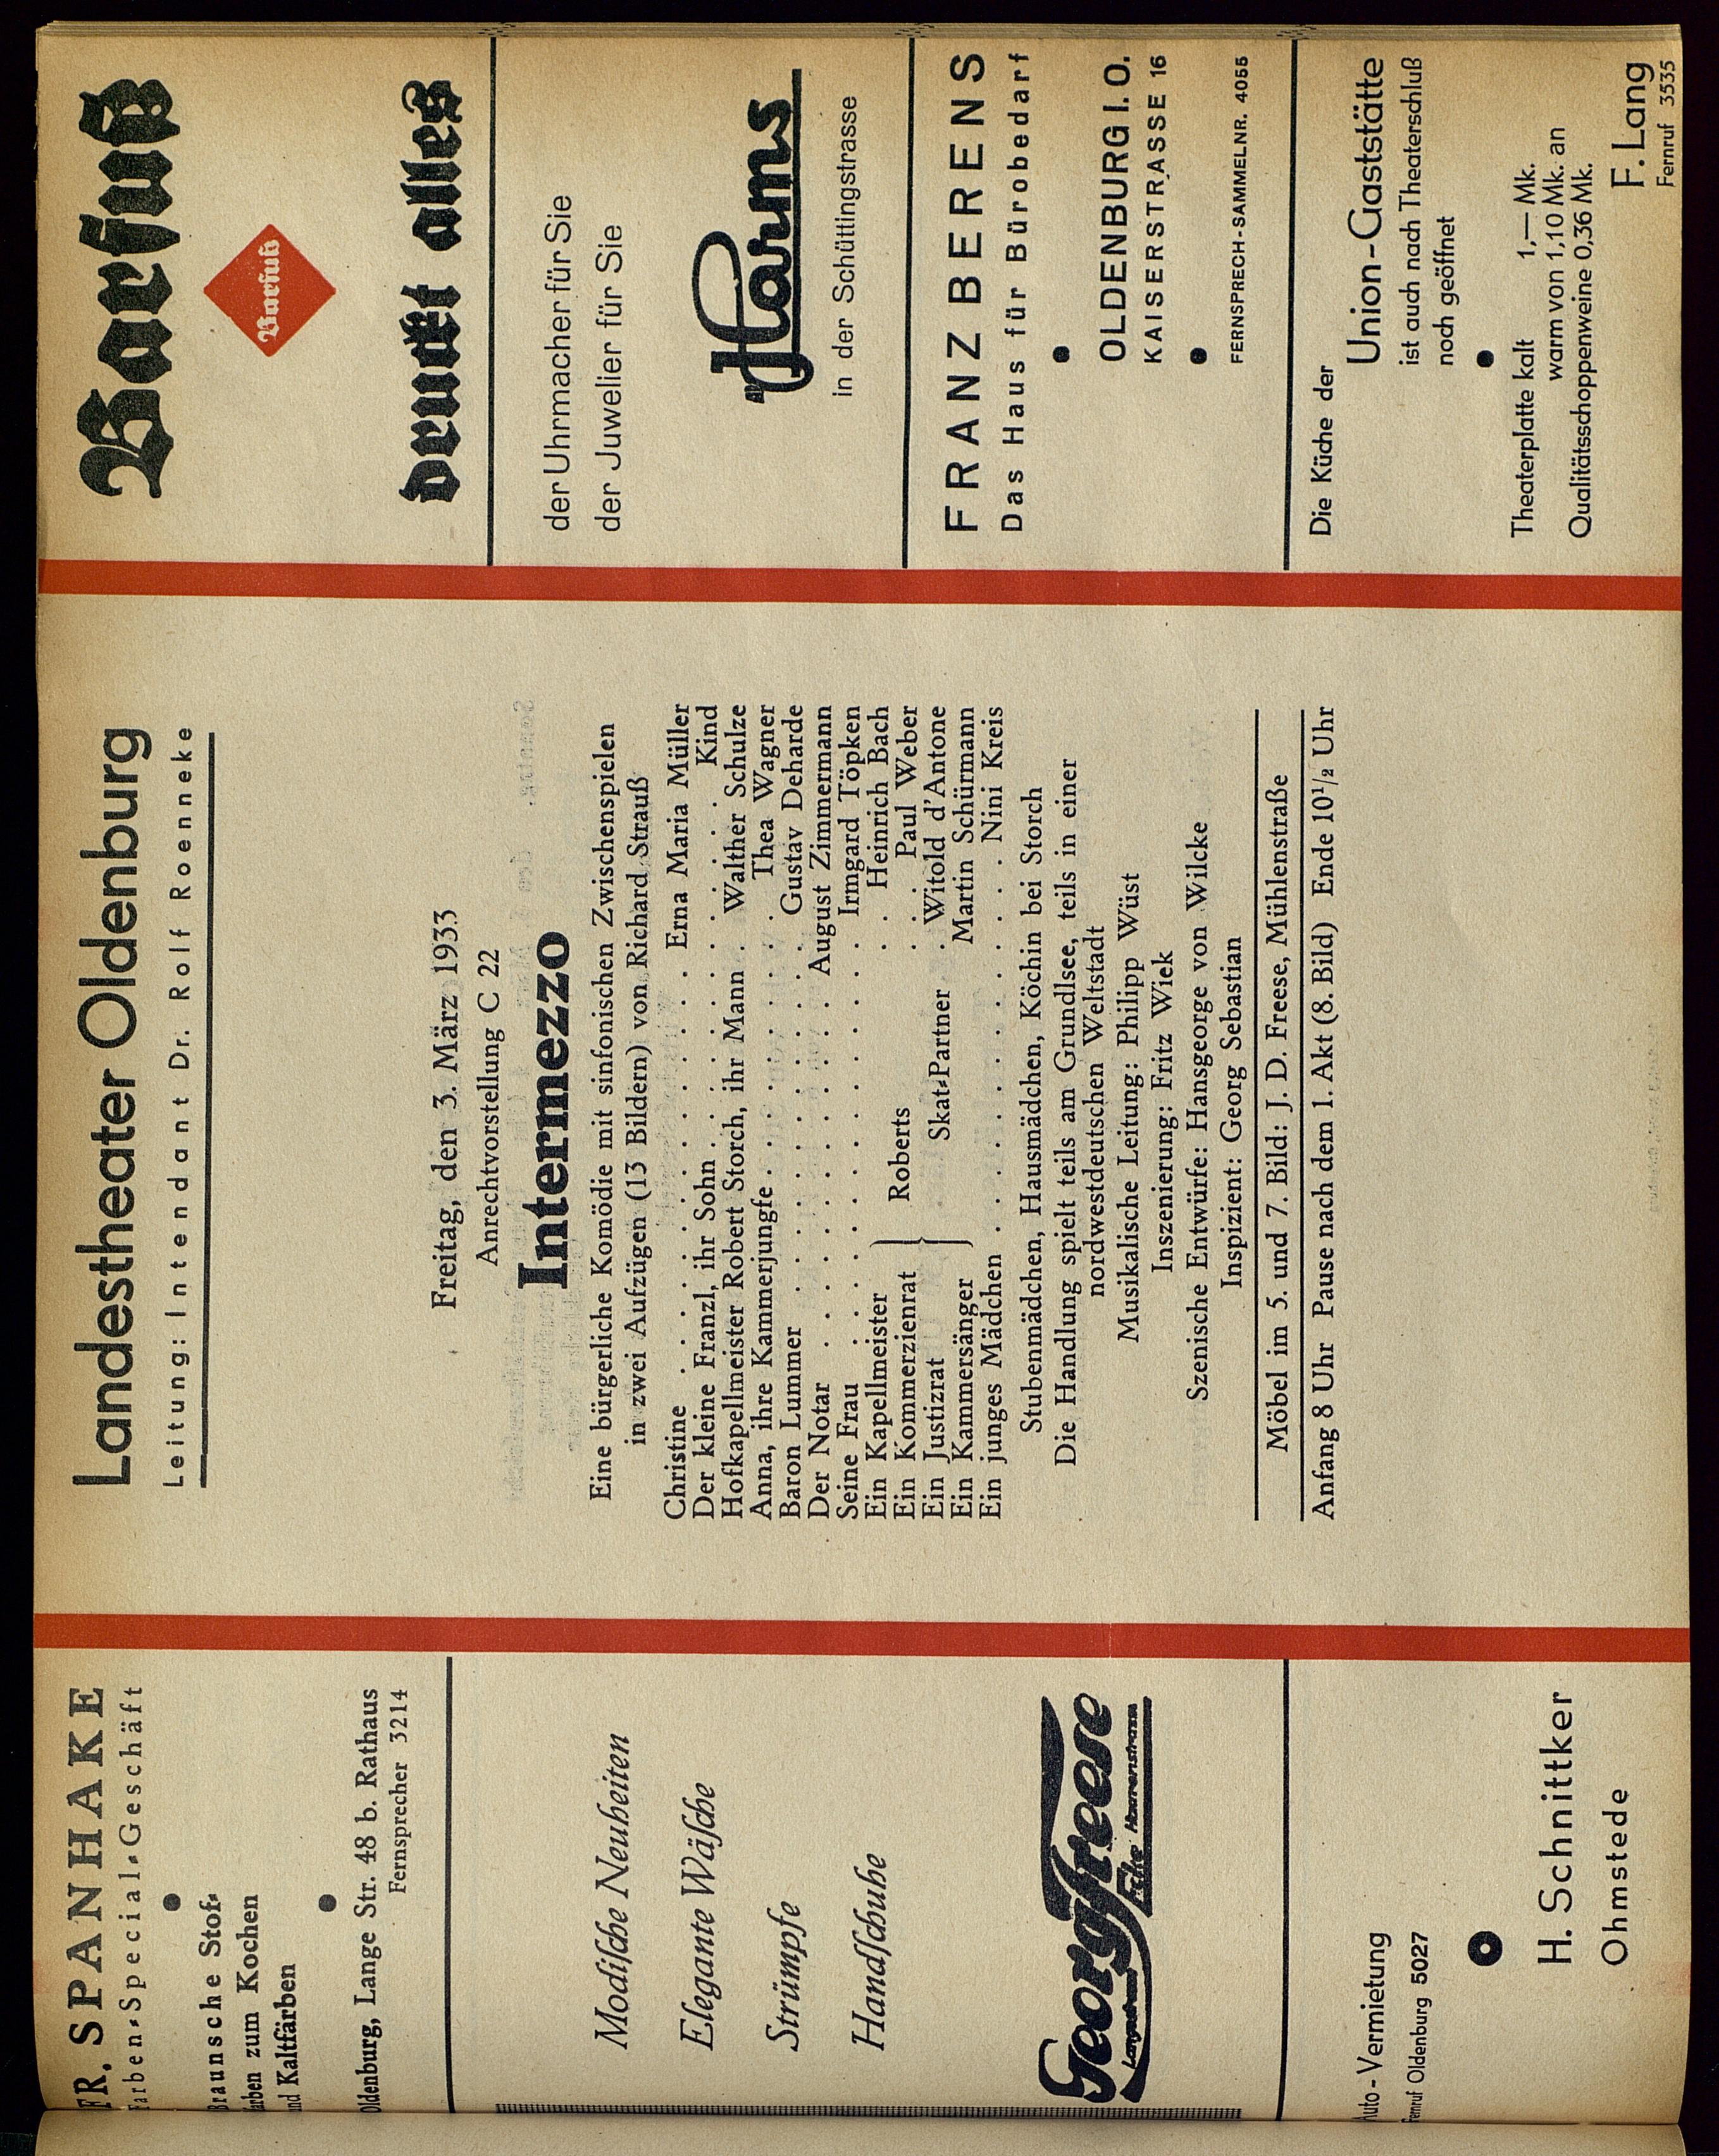 FR. SPANHAKE
Farben-Special-Geschäft
Braunsche Stof-
farben zum Kochen
und Kaltfärben
Oldenburg, Lange Str. 48 b. Rathaus
Fernsprecher 3214
Modische Neuheiten
Elegante Wäsche
Strümpfe
Handschuhe
Georg Freese
Langestrasse Ecke Haarenstrasse
Auto-Vermietung
Fernruf Oldenburg 5027
H. Schnittker
Ohmstede
Landestheater Oldenburg
Leitung: Intendant Dr. Rolf Roenneke
Freitag, den 3. März 1933
Anrechtvorstellung C 22
Intermezzo
Eine bürgerliche Komödie mit sinfonischen Zwischenspielen
in zwei Aufzügen (13 Bildern) von Richard Strauß
Christine . . . . . . . . . . . . . . Erna Maria Müller
Der kleine Franzl, ihr Sohn . . . . . . . . . . . . Kind
Hofkapellmeister Robert Storch, ihr Mann . . Walther Schulze
Anna, ihre Kammerjungfe . . . . . . . . . . Thea Wagner
Baron Lummer . . . . . . . . . . . . . Gustav Deharde
Der Notar . . . . . . . . . . . . August Zimmermann
Seine Frau . . . . . . . . . . . . . . Irmgard Töpken
Ein Kapellmeister . . Heinrich Bach
Ein Kommerzienrat } Roberts . . . Paul Weber
Ein Justizrat Skat-Partner . Witold d'Antone
Ein Kammersänger Martin Schürmann
Ein junges Mädchen . . . . . . . . . . . . . Nini Kreis
Stubenmädchen, Hausmädchen, Köchin bei Storch
Die Handlung spielt teils am Grundlsee, teils in einer
nordwestdeutschen Weltstadt
Musikalische Leitung: Philipp Wüst
Inszenierung: Fritz Wiek
Szenische Entwürfe: Hansgeorge von Wilcke
Inspizient: Georg Sebastian
Möbel im 5. und 7. Bild: J. D. Freese, Mühlenstraße
Anfang 8 Uhr Pause nach dem 1. Akt (8. Bild) Ende 10½ Uhr
Barfuß
Barfuß
druckt alles
der Uhrmacher für Sie
der Juwelier für Sie
Harms
in der Schüttingstrasse
FRANZ BERENS
Das Haus für Bürobedarf
OLDENBURG I. O.
KAISERSTRASSE 16
FERNSPRECH-SAMMELNR. 4055
Die Küche der
Union-Gaststätte
ist auch nach Theaterschluß
noch geöffnet
Theaterplatte kalt 1,— Mk.
warm von 1,10 Mk. an
Qualitätsschoppenweine 0,36 Mk.
F. Lang
Fernruf 3535